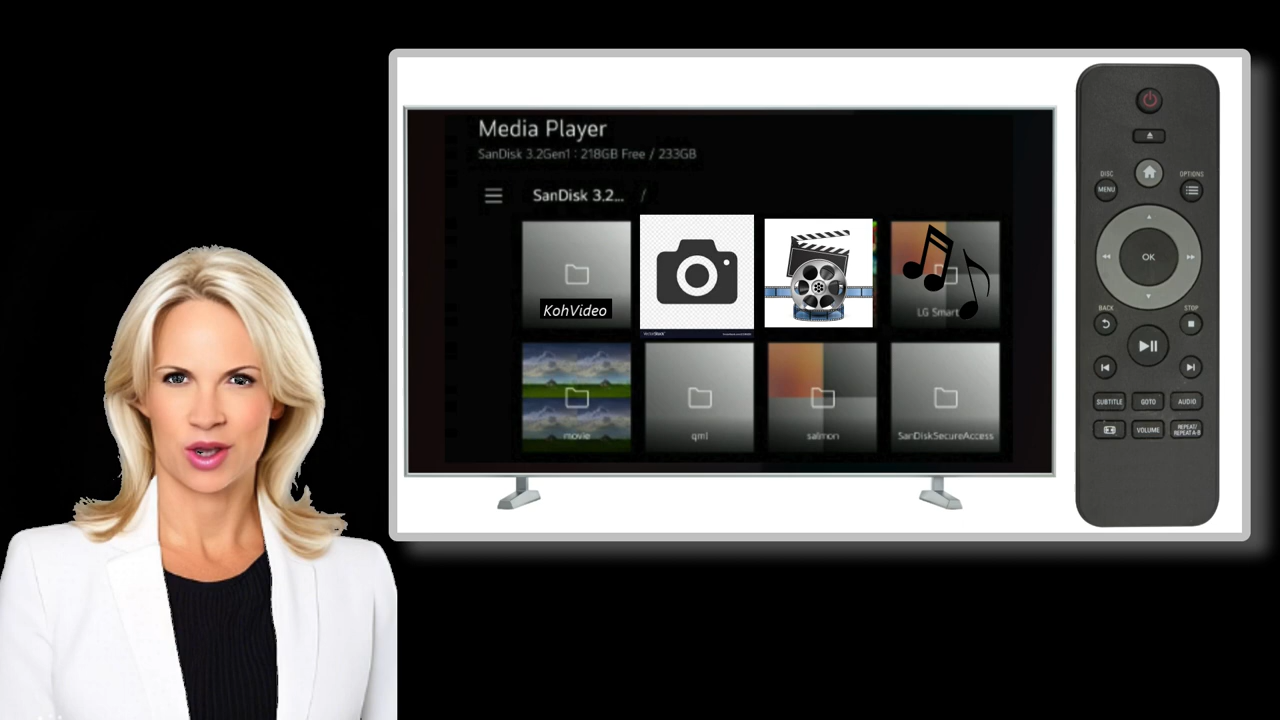 Media Player
SanDisk 3.2Gen1 : 218GB Free / 233GB
SanDisk 3.2... /
KohVideo
LG Smart
movie
qml
salmon
SanDiskSecureAccess
DISC
MENU
OPTIONS
OK
BACK
STOP
SUBTITLE
GOTO
AUDIO
VOLUME
REPEAT/
REPEAT A-B